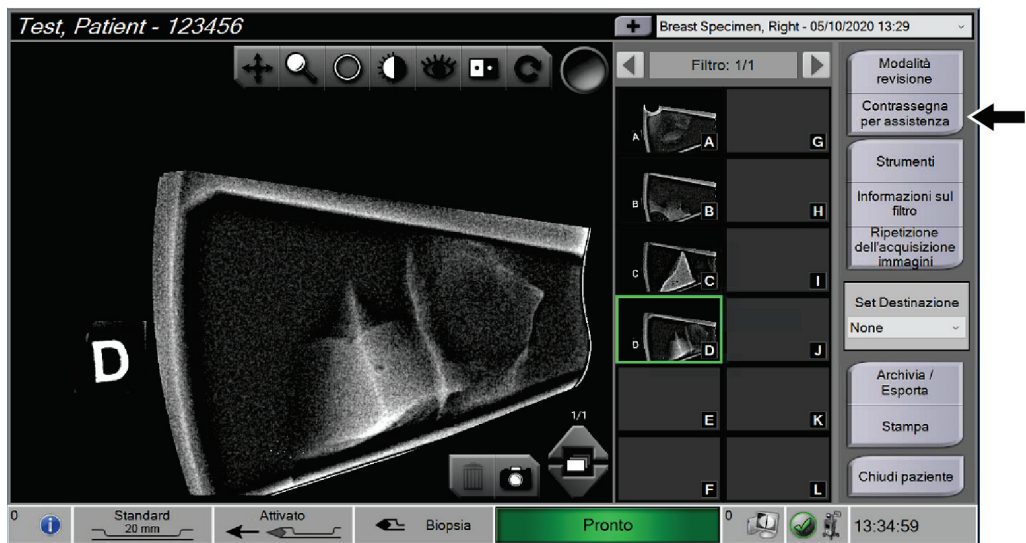 Test, Patient - 123456
Breast Specimen, Right - 05/10/2020 13:29
Filtro: 1/1
Modalità
revisione
Contrassegna
per assistenza
Strumenti
Informazioni sul
filtro
Ripetizione
dell'acquisizione
immagini
Set Destinazione
None
Archivia /
Esporta
Stampa
Chiudi paziente
D
1/1
A
A
G
B
B
H
C
C
I
D
D
J
E
K
F
L
0
Standard
20 mm
Attivato
Biopsia
Pronto
0
13:34:59